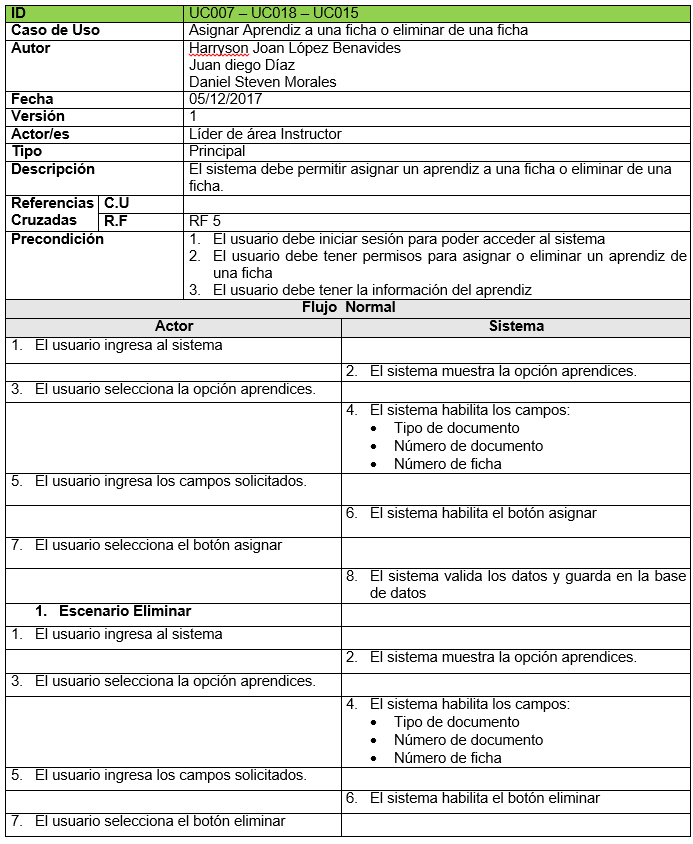 ID UC007 – UC018 – UC015
Caso de Uso Asignar Aprendiz a una ficha o eliminar de una ficha
Autor Harryson Joan López Benavides
Juan diego Díaz
Daniel Steven Morales
Fecha 05/12/2017
Versión 1
Actor/es Líder de área Instructor
Tipo Principal
Descripción El sistema debe permitir asignar un aprendiz a una ficha o eliminar de una
ficha.
Referencias C.U
Cruzadas R.F RF 5
Precondición 1. El usuario debe iniciar sesión para poder acceder al sistema
2. El usuario debe tener permisos para asignar o eliminar un aprendiz de
una ficha
3. El usuario debe tener la información del aprendiz
Flujo Normal
Actor Sistema
1. El usuario ingresa al sistema
2. El sistema muestra la opción aprendices.
3. El usuario selecciona la opción aprendices.
4. El sistema habilita los campos:
• Tipo de documento
• Número de documento
• Número de ficha
5. El usuario ingresa los campos solicitados.
6. El sistema habilita el botón asignar
7. El usuario selecciona el botón asignar
8. El sistema valida los datos y guarda en la base
de datos
1. Escenario Eliminar
1. El usuario ingresa al sistema
2. El sistema muestra la opción aprendices.
3. El usuario selecciona la opción aprendices.
4. El sistema habilita los campos:
• Tipo de documento
• Número de documento
• Número de ficha
5. El usuario ingresa los campos solicitados.
6. El sistema habilita el botón eliminar
7. El usuario selecciona el botón eliminar